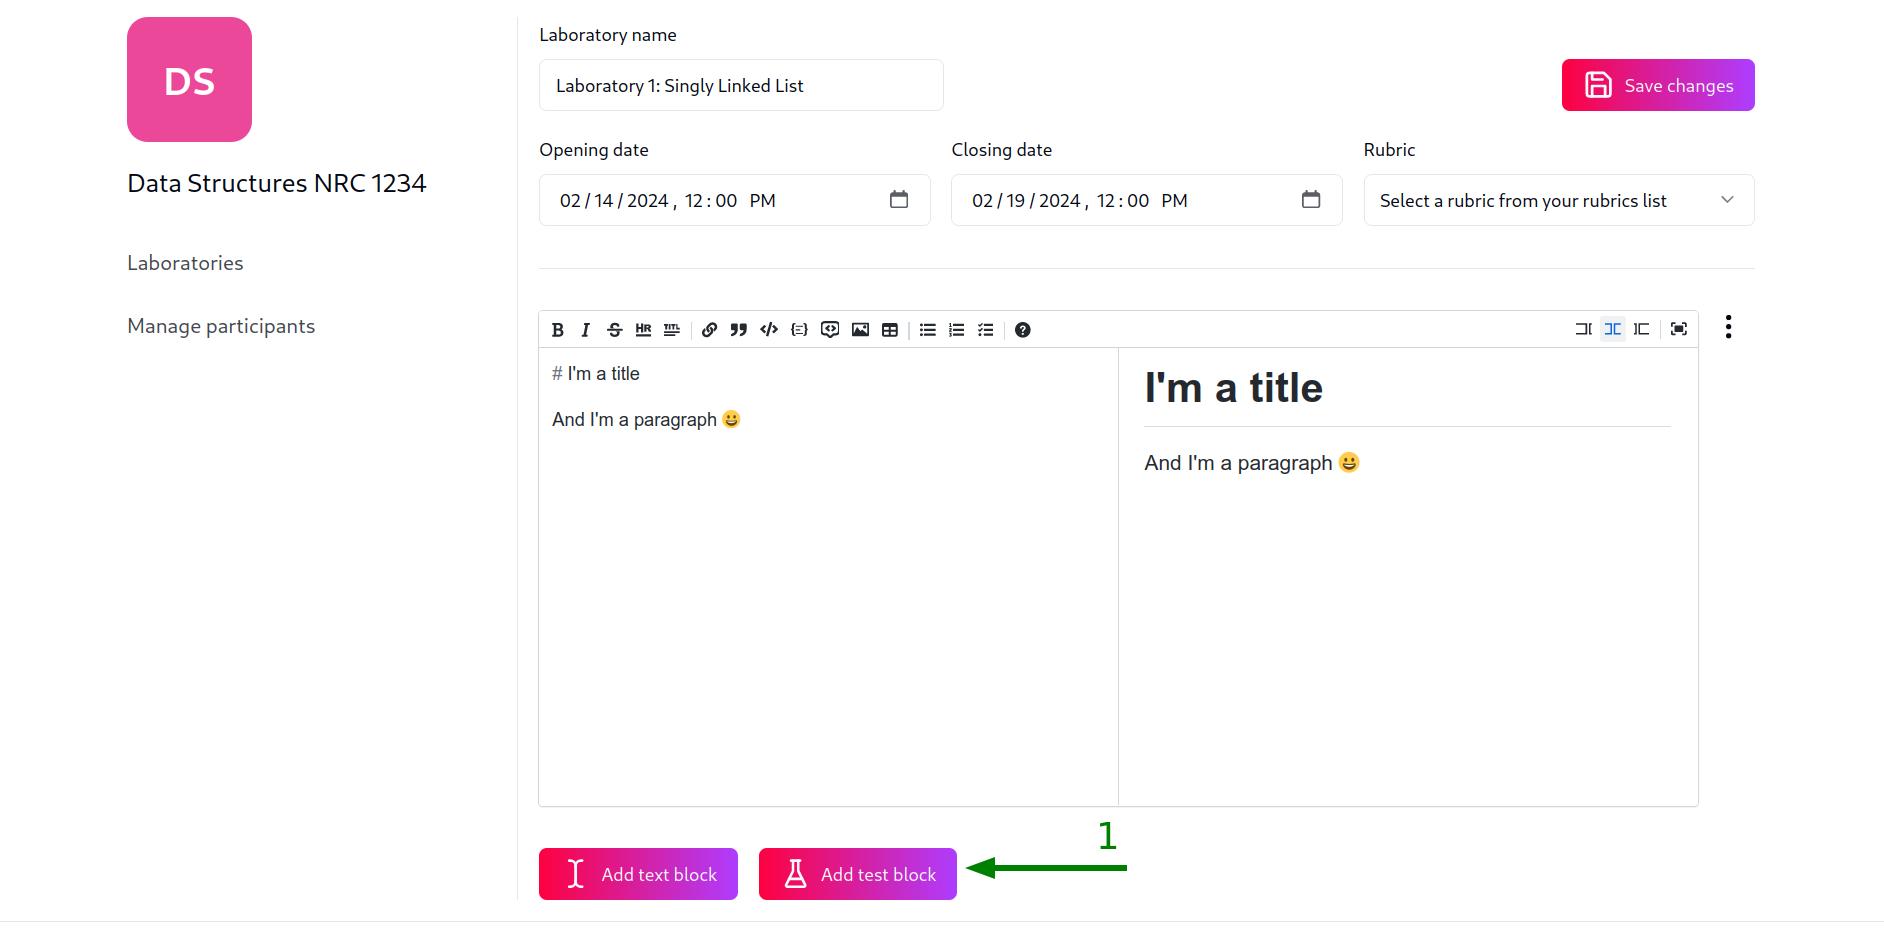 DS
Data Structures NRC 1234
Laboratories
Manage participants
Laboratory name
Laboratory 1: Singly Linked List
Save changes
Opening date
Closing date
Rubric
02/14/2024, 12:00 PM
02/19/2024, 12:00 PM
Select a rubric from your rubrics list
B I S HR TITL
# I'm a title
And I'm a paragraph 😀
I'm a title
And I'm a paragraph 😀
1
Add text block
Add test block